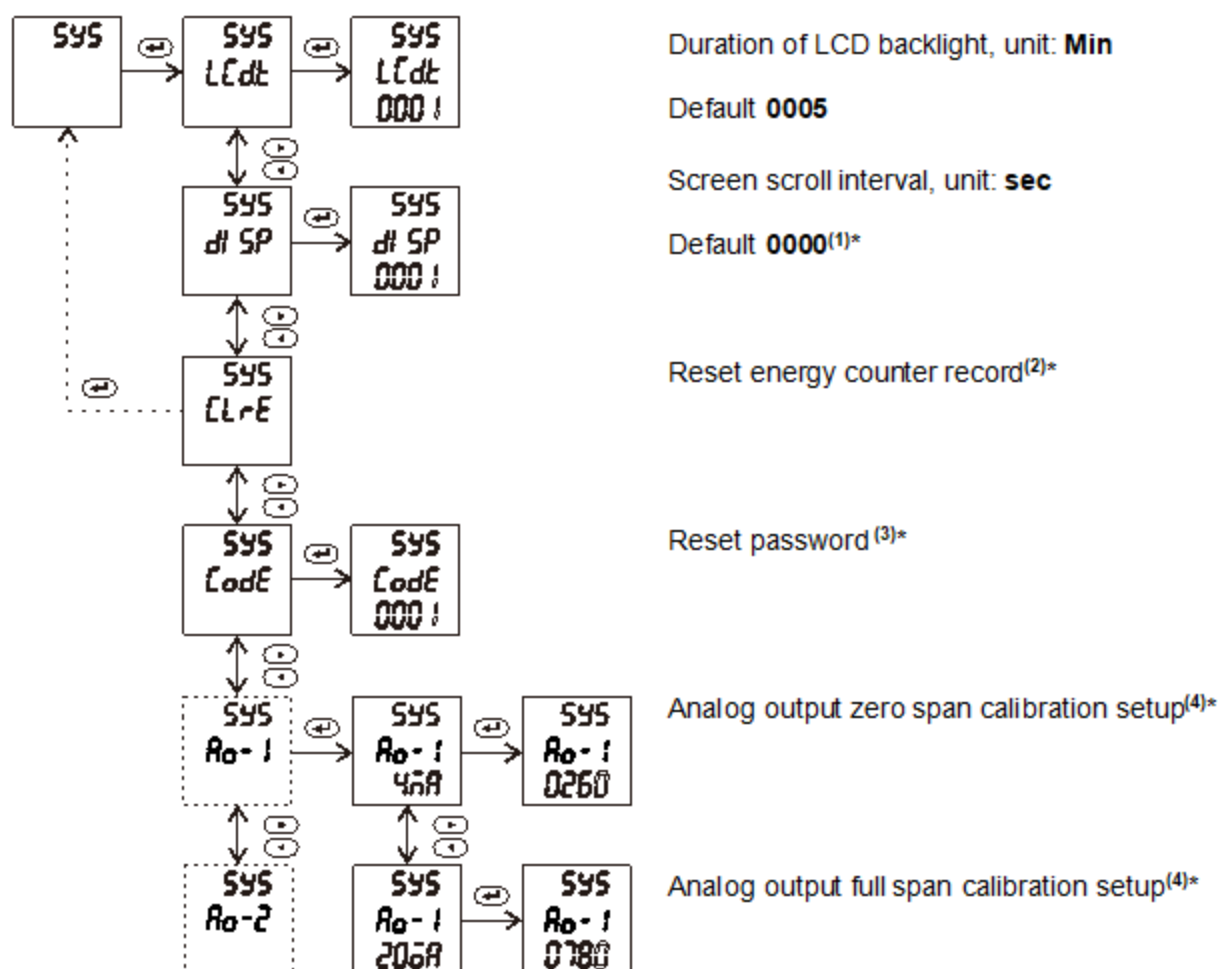 SYS SYS SYS
LCdt LCdt
0001
Duration of LCD backlight, unit: Min
Default 0005
SYS SYS
dISP dISP
0001
Screen scroll interval, unit: sec
Default 0000(1)*
SYS
CLrE
Reset energy counter record(2)*
SYS SYS
CodE CodE
0001
Reset password (3)*
SYS SYS SYS
Ao-1 Ao-1 Ao-1
4mA 0260
Analog output zero span calibration setup(4)*
SYS SYS SYS
Ao-2 Ao-1 Ao-1
20mA 0780
Analog output full span calibration setup(4)*